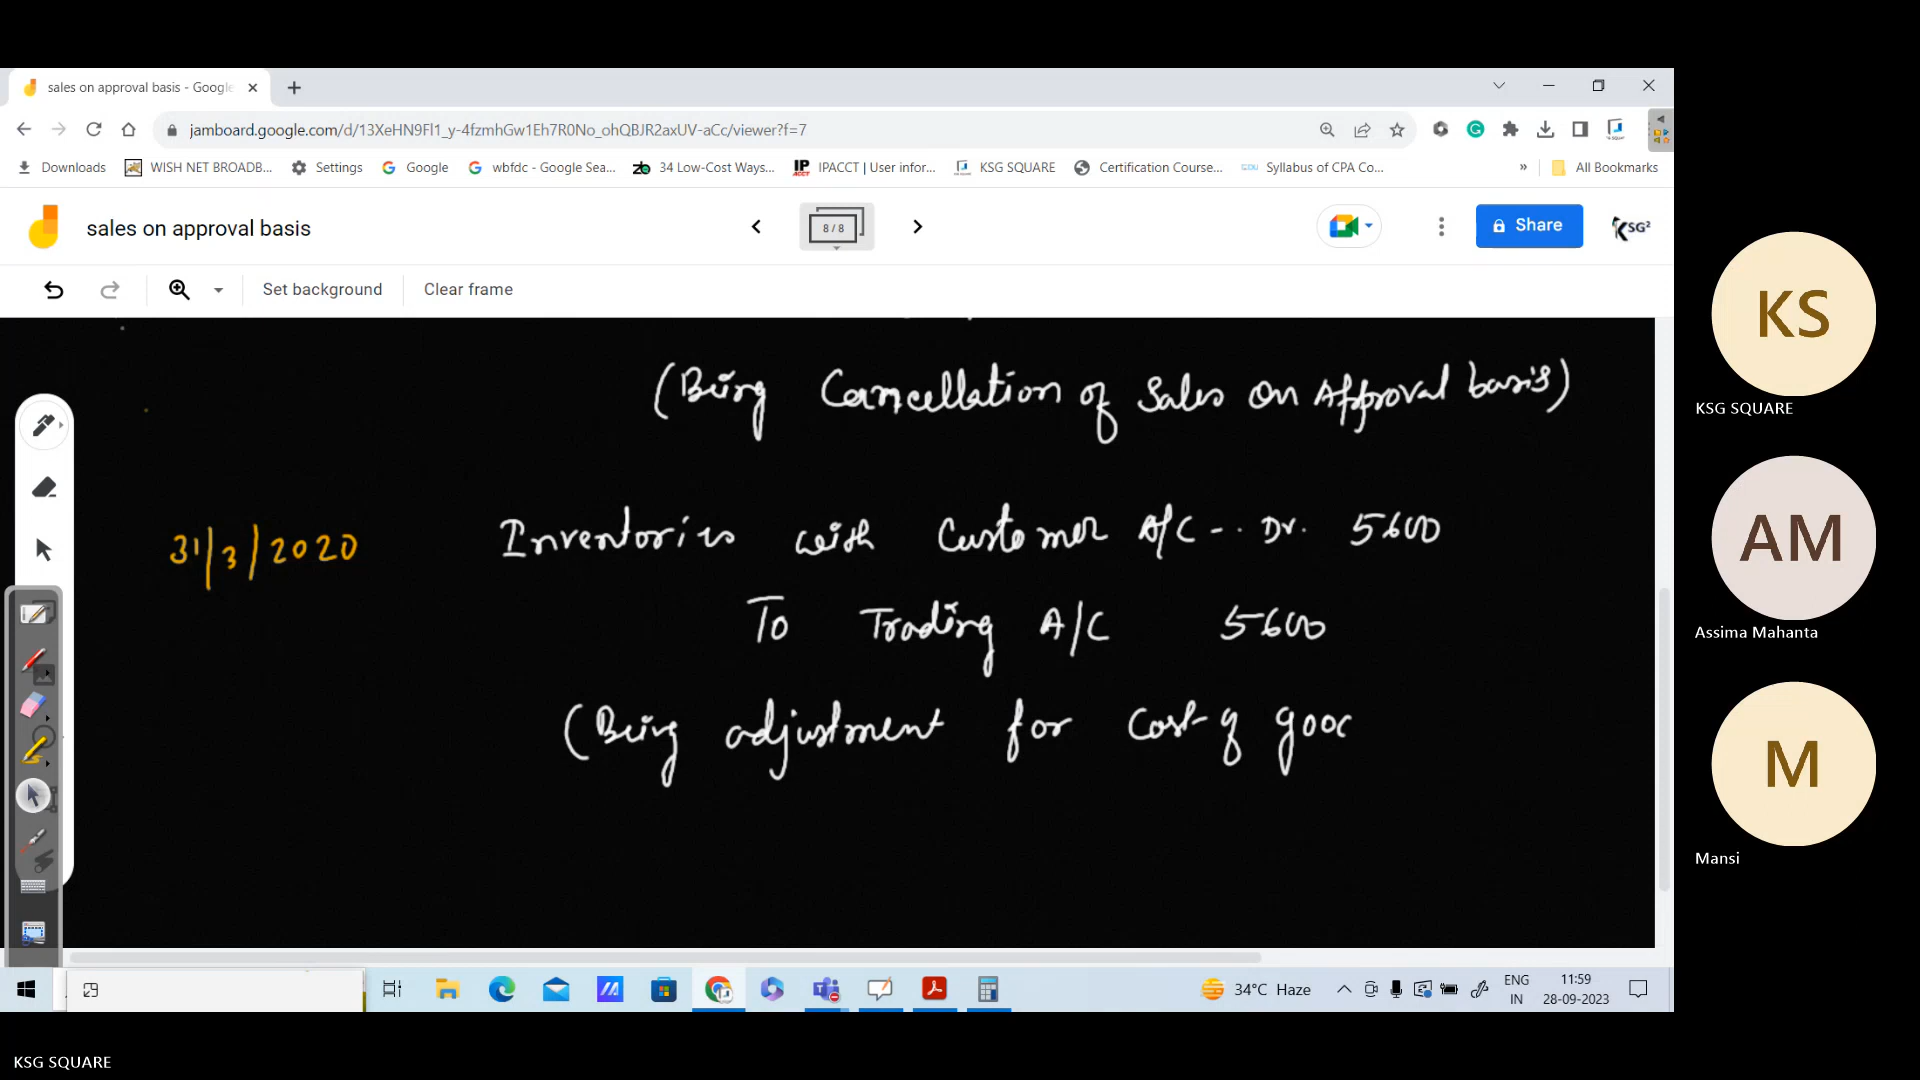 sales on approval basis - Google
jamboard.google.com/d/13XeHN9Fl1_y-4fzmhGw1Eh7R0No_ohQBJR2axUV-aCc/viewer?f=7
Downloads WISH NET BROADB... Settings Google wbfdc - Google Sea... 34 Low-Cost Ways... IPACCT | User infor... KSG SQUARE Certification Course... Syllabus of CPA Co... » All Bookmarks
sales on approval basis 8 / 8 Share KSG²
Set background Clear frame
(Being Cancellation of Sales on Approval basis)
31/3/2020 Inventories with Customer A/C -·· Dr. 5600
To Trading A/C 5600
(Being adjustment for cost of gooc
KS
KSG SQUARE
AM
Assima Mahanta
M
Mansi
34°C Haze ENG IN 11:59 28-09-2023
KSG SQUARE